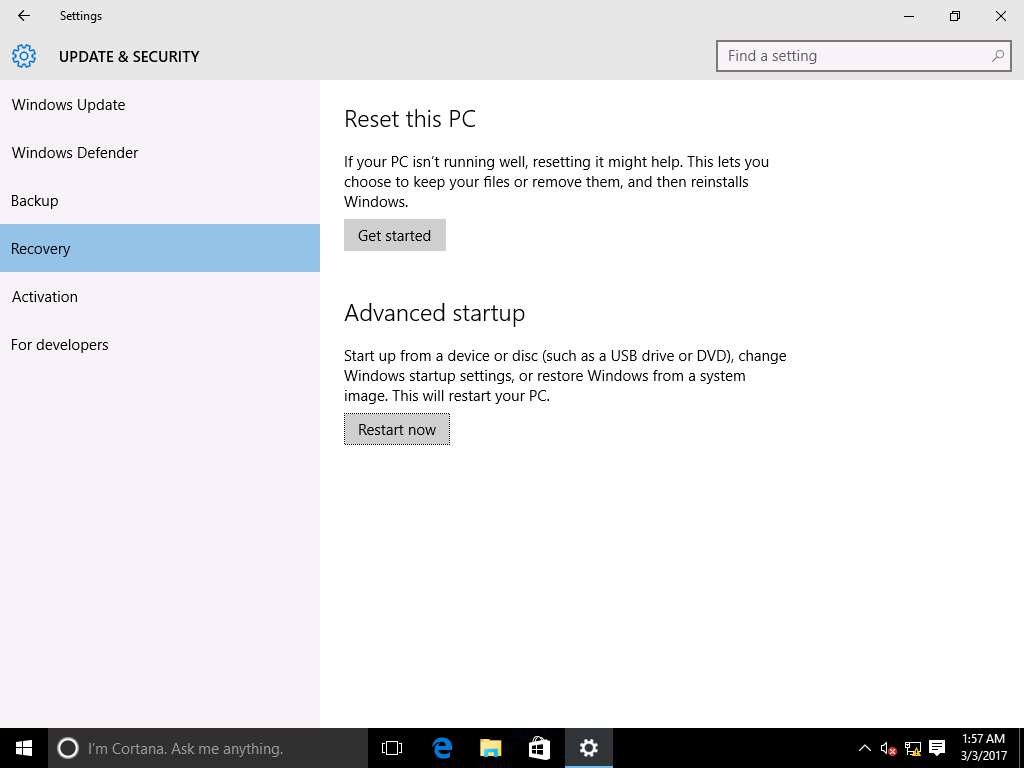 Settings
UPDATE & SECURITY
Find a setting
Windows Update
Windows Defender
Backup
Recovery
Activation
For developers
Reset this PC
If your PC isn't running well, resetting it might help. This lets you
choose to keep your files or remove them, and then reinstalls
Windows.
Get started
Advanced startup
Start up from a device or disc (such as a USB drive or DVD), change
Windows startup settings, or restore Windows from a system
image. This will restart your PC.
Restart now
I'm Cortana. Ask me anything.
1:57 AM
3/3/2017